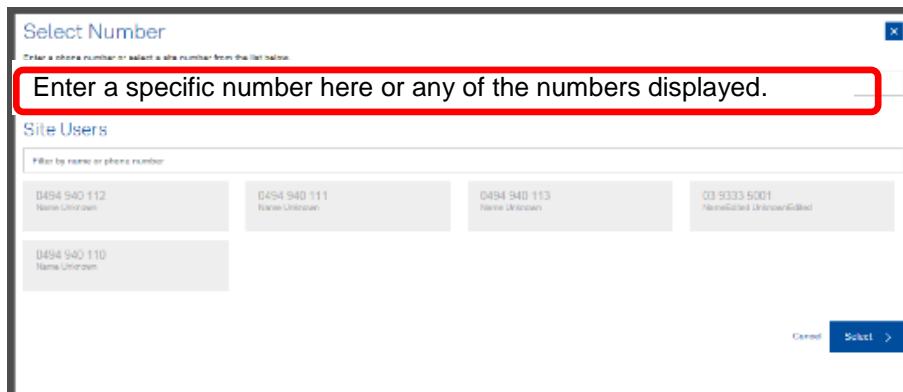 Select Number
Enter a phone number or select a site number from the list below.
Enter a specific number here or any of the numbers displayed.
Site Users
Filter by name or phone number
0494 940 112
Name Unknown
0494 940 111
Name Unknown
0494 940 113
Name Unknown
03 9333 5001
NameEdited UnknownEdited
0494 940 110
Name Unknown
Cancel
Select